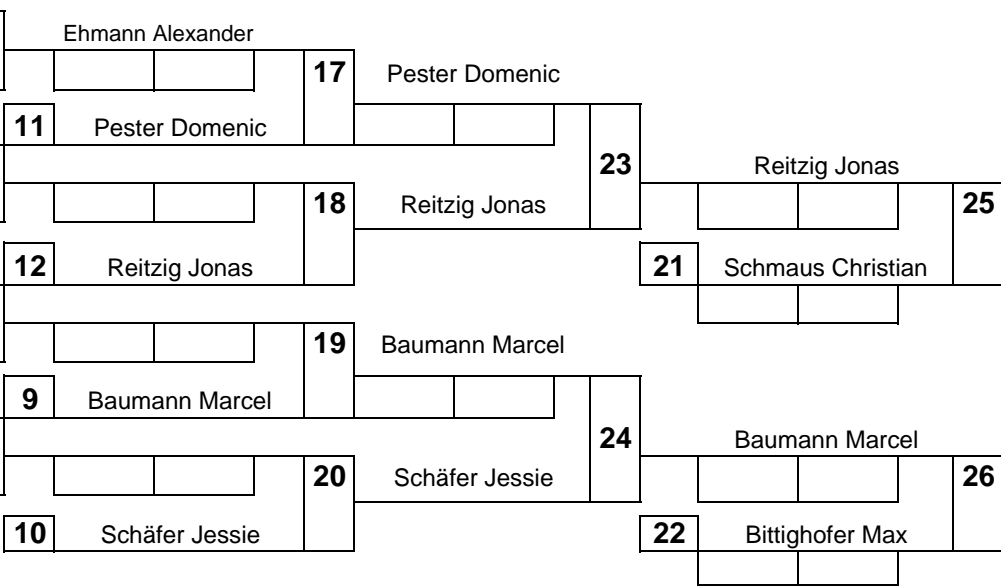 Ehmann Alexander
17 Pester Domenic
11 Pester Domenic
23 Reitzig Jonas
18 Reitzig Jonas 25
12 Reitzig Jonas 21 Schmaus Christian
19 Baumann Marcel
9 Baumann Marcel
24 Baumann Marcel
20 Schäfer Jessie 26
10 Schäfer Jessie 22 Bittighofer Max